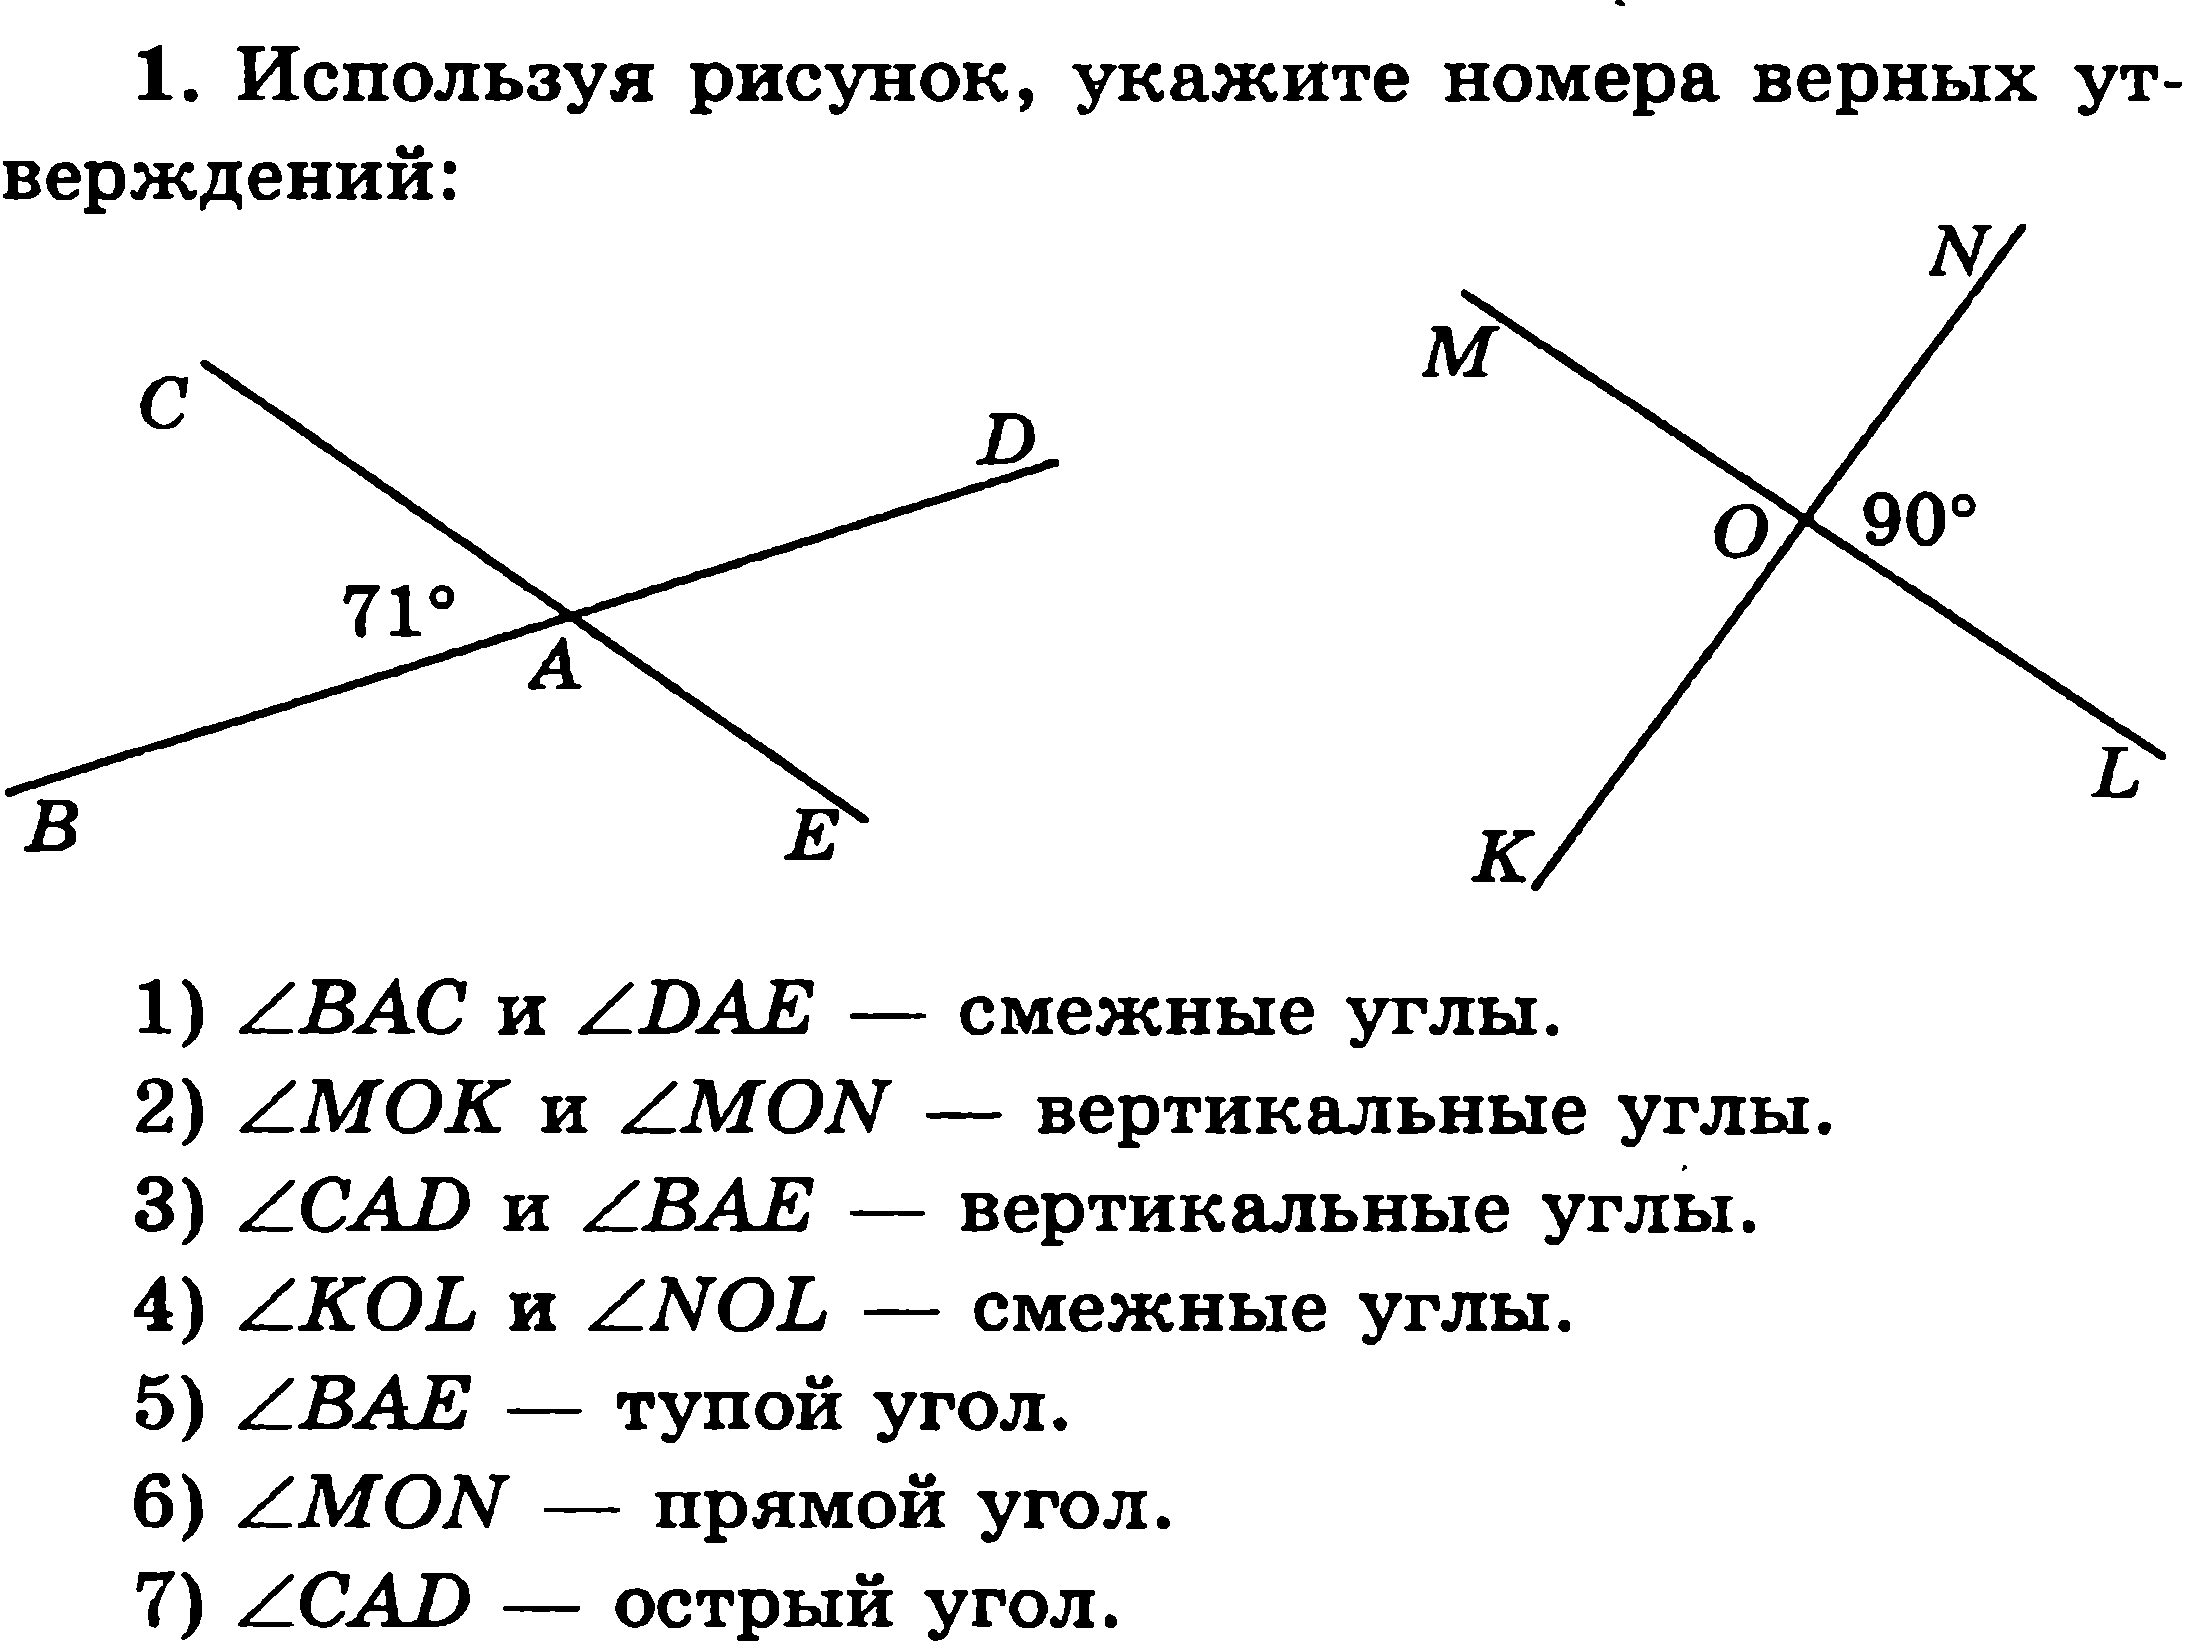 1. Используя рисунок, укажите номера верных ут-
верждений:
N
M
C
D
O 90°
71°
A
L
B
E
K
1) ∠BAC и ∠DAE — смежные углы.
2) ∠MOK и ∠MON — вертикальные углы.
3) ∠CAD и ∠BAE — вертикальные углы.
4) ∠KOL и ∠NOL — смежные углы.
5) ∠BAE — тупой угол.
6) ∠MON — прямой угол.
7) ∠CAD — острый угол.